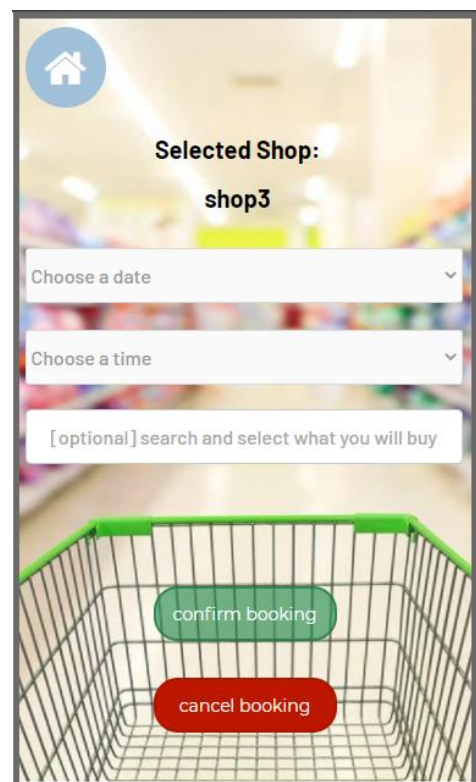 Selected Shop:
shop3
Choose a date
Choose a time
[optional] search and select what you will buy
confirm booking
cancel booking